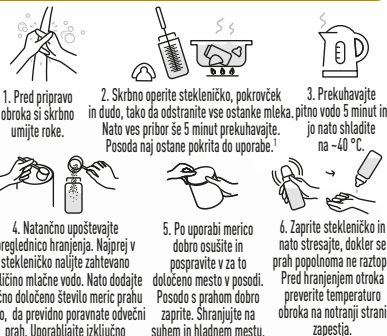 1. Pred pripravo
obroka si skrbno
umijte roke.
2. Skrbno operite stekleničko, pokrovček
in dudo, tako da odstranite vse ostanke mleka.
Nato ves pribor še 5 minut prekuhavajte.
Posoda naj ostane pokrita do uporabe.¹
3. Prekuhavajte
pitno vodo 5 minut in
jo nato shladite
na ~40 °C.
4. Natančno upoštevajte
preglednico hranjenja. Najprej v
stekleničko nalijte zahtevano
ličino mlačne vodo. Nato dodajte
čno določeno število meric prahu
o, da previdno poravnate odvečni
prah. Uporabljajte izključno
5. Po uporabi merico
dobro osušite in
pospravite v za to
določeno mesto v posodi.
Posodo s prahom dobro
zaprite. Shranjujte na
suhem in hladnem mestu.
6. Zaprite stekleničko in
nato stresajte, dokler se
prah popolnoma ne raztopi
Pred hranjenjem otroka
preverite temperaturo
obroka na notranji strani
zapestja.